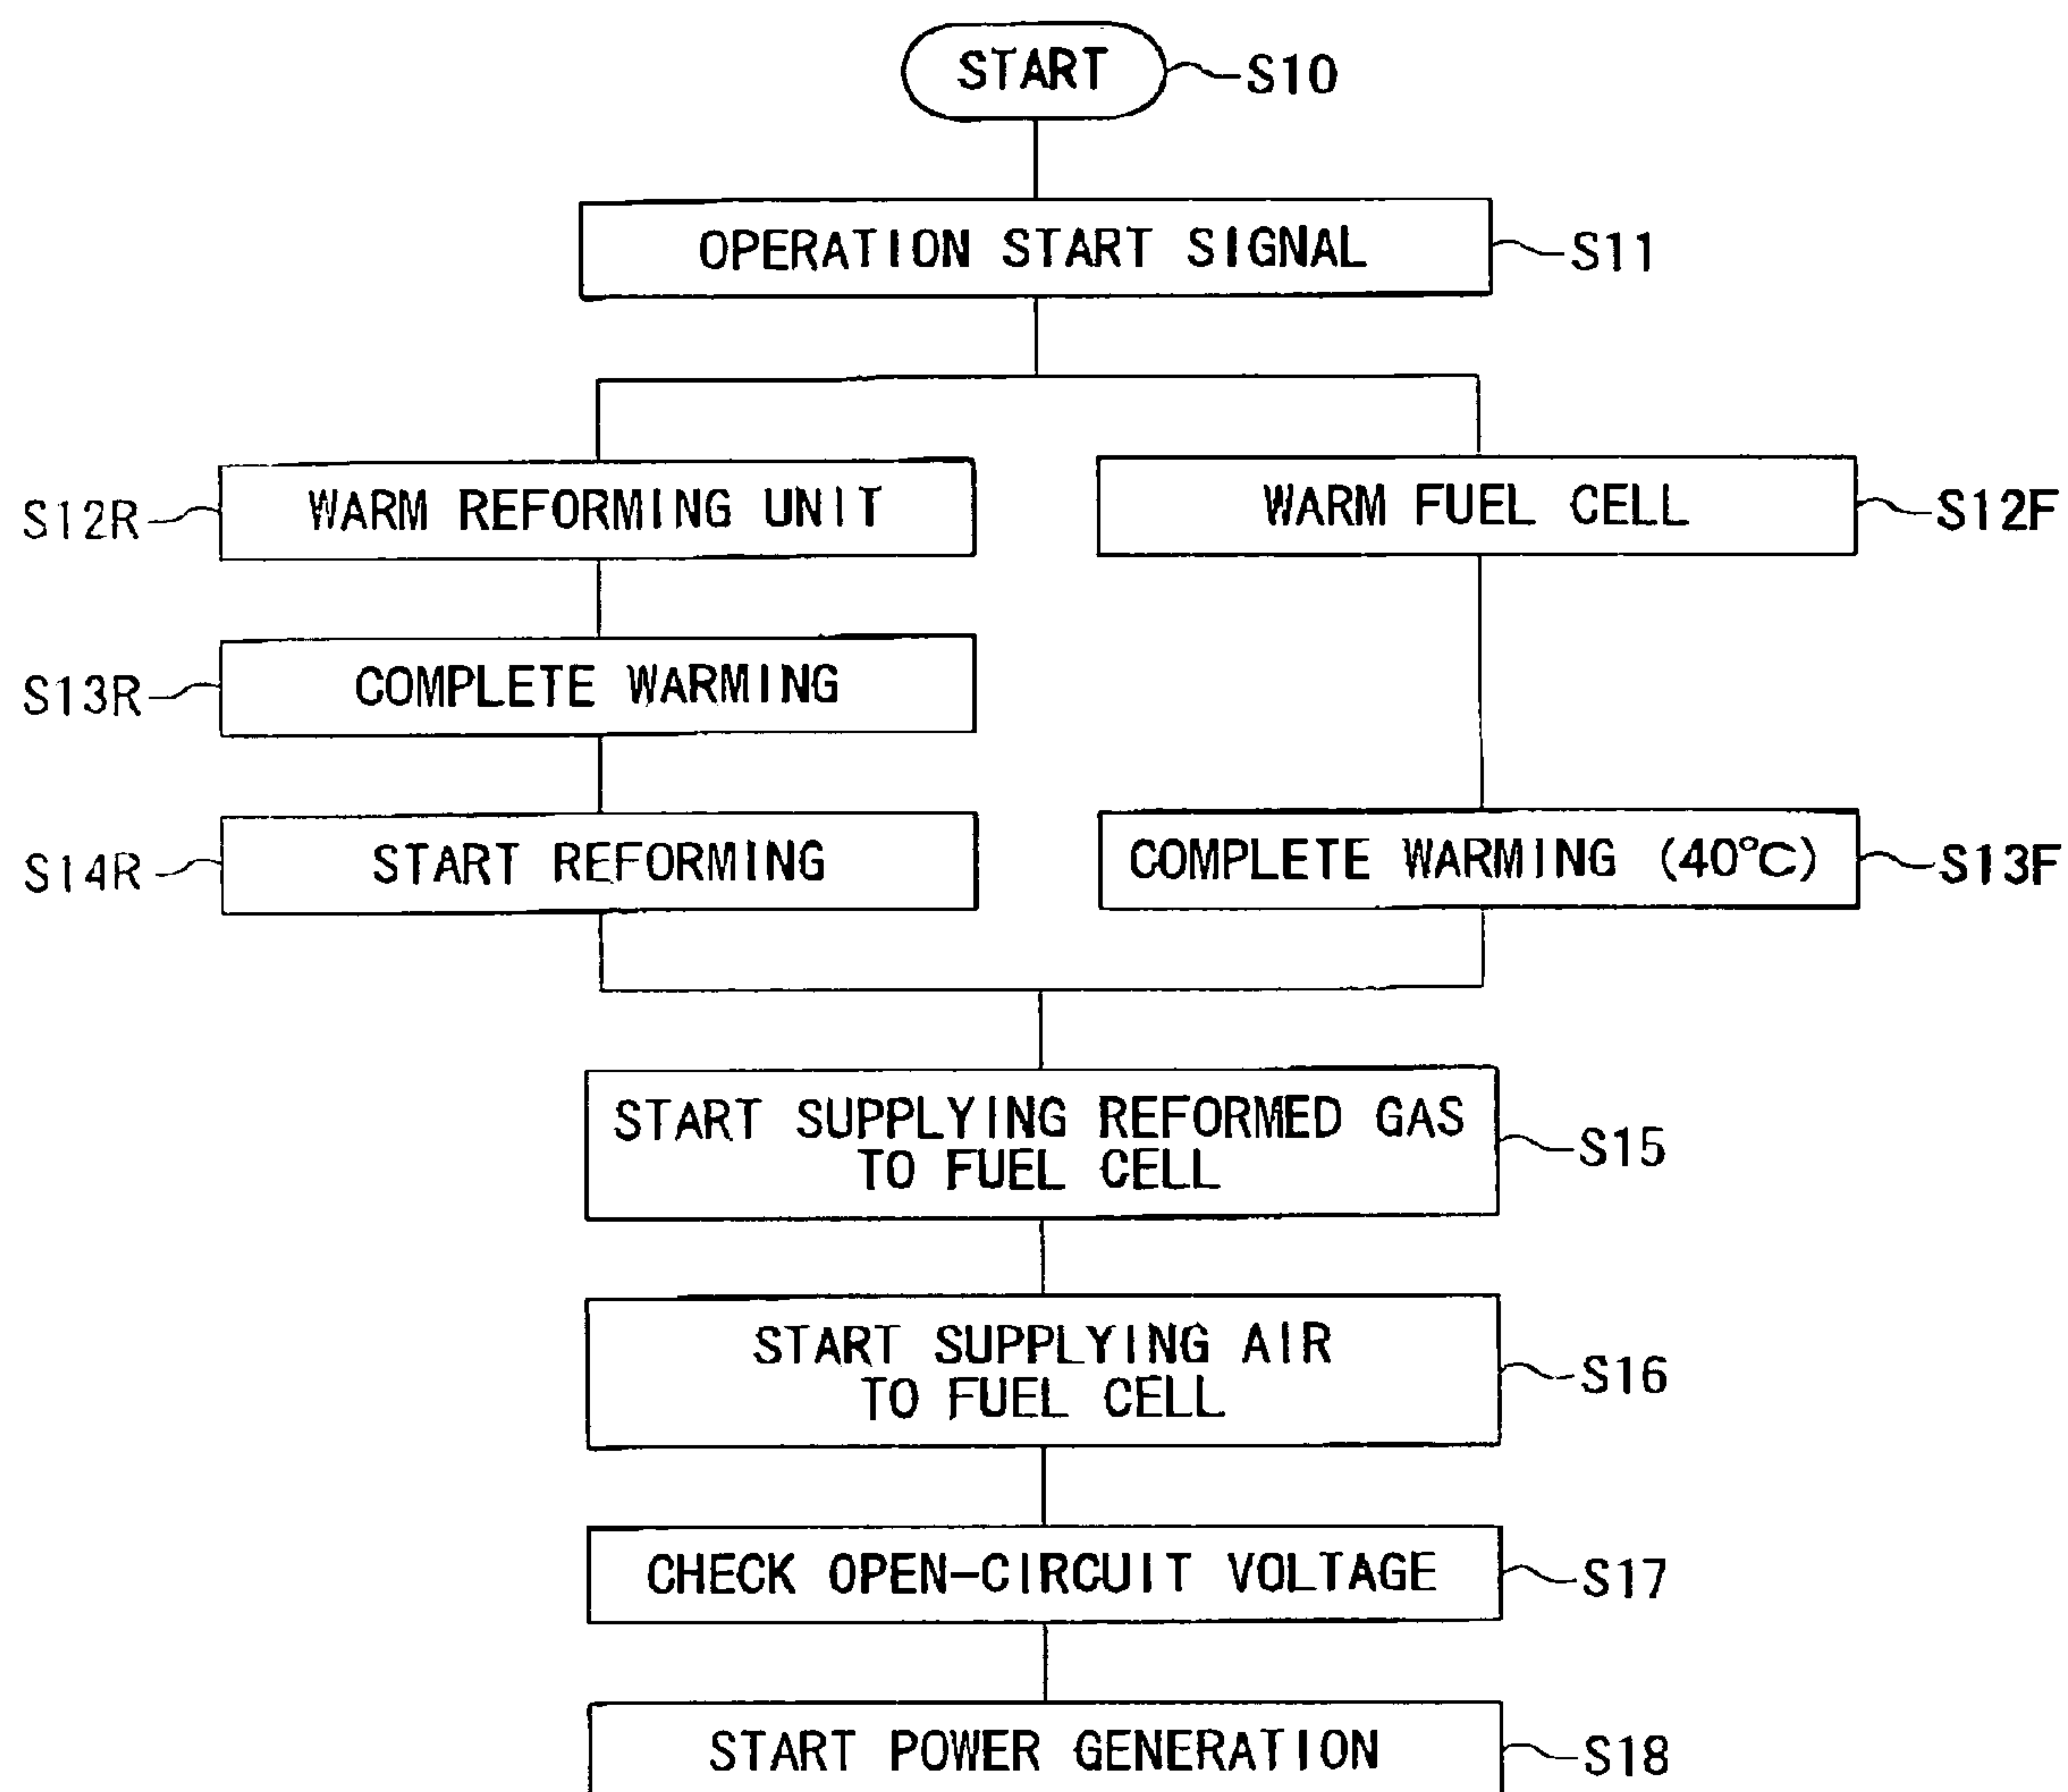 START
S10
OPERATION START SIGNAL
S11
S12R
WARM REFORMING UNIT
WARM FUEL CELL
S12F
S13R
COMPLETE WARMING
S14R
START REFORMING
COMPLETE WARMING (40°C)
S13F
START SUPPLYING REFORMED GAS
TO FUEL CELL
S15
START SUPPLYING AIR
TO FUEL CELL
S16
CHECK OPEN-CIRCUIT VOLTAGE
S17
START POWER GENERATION
S18